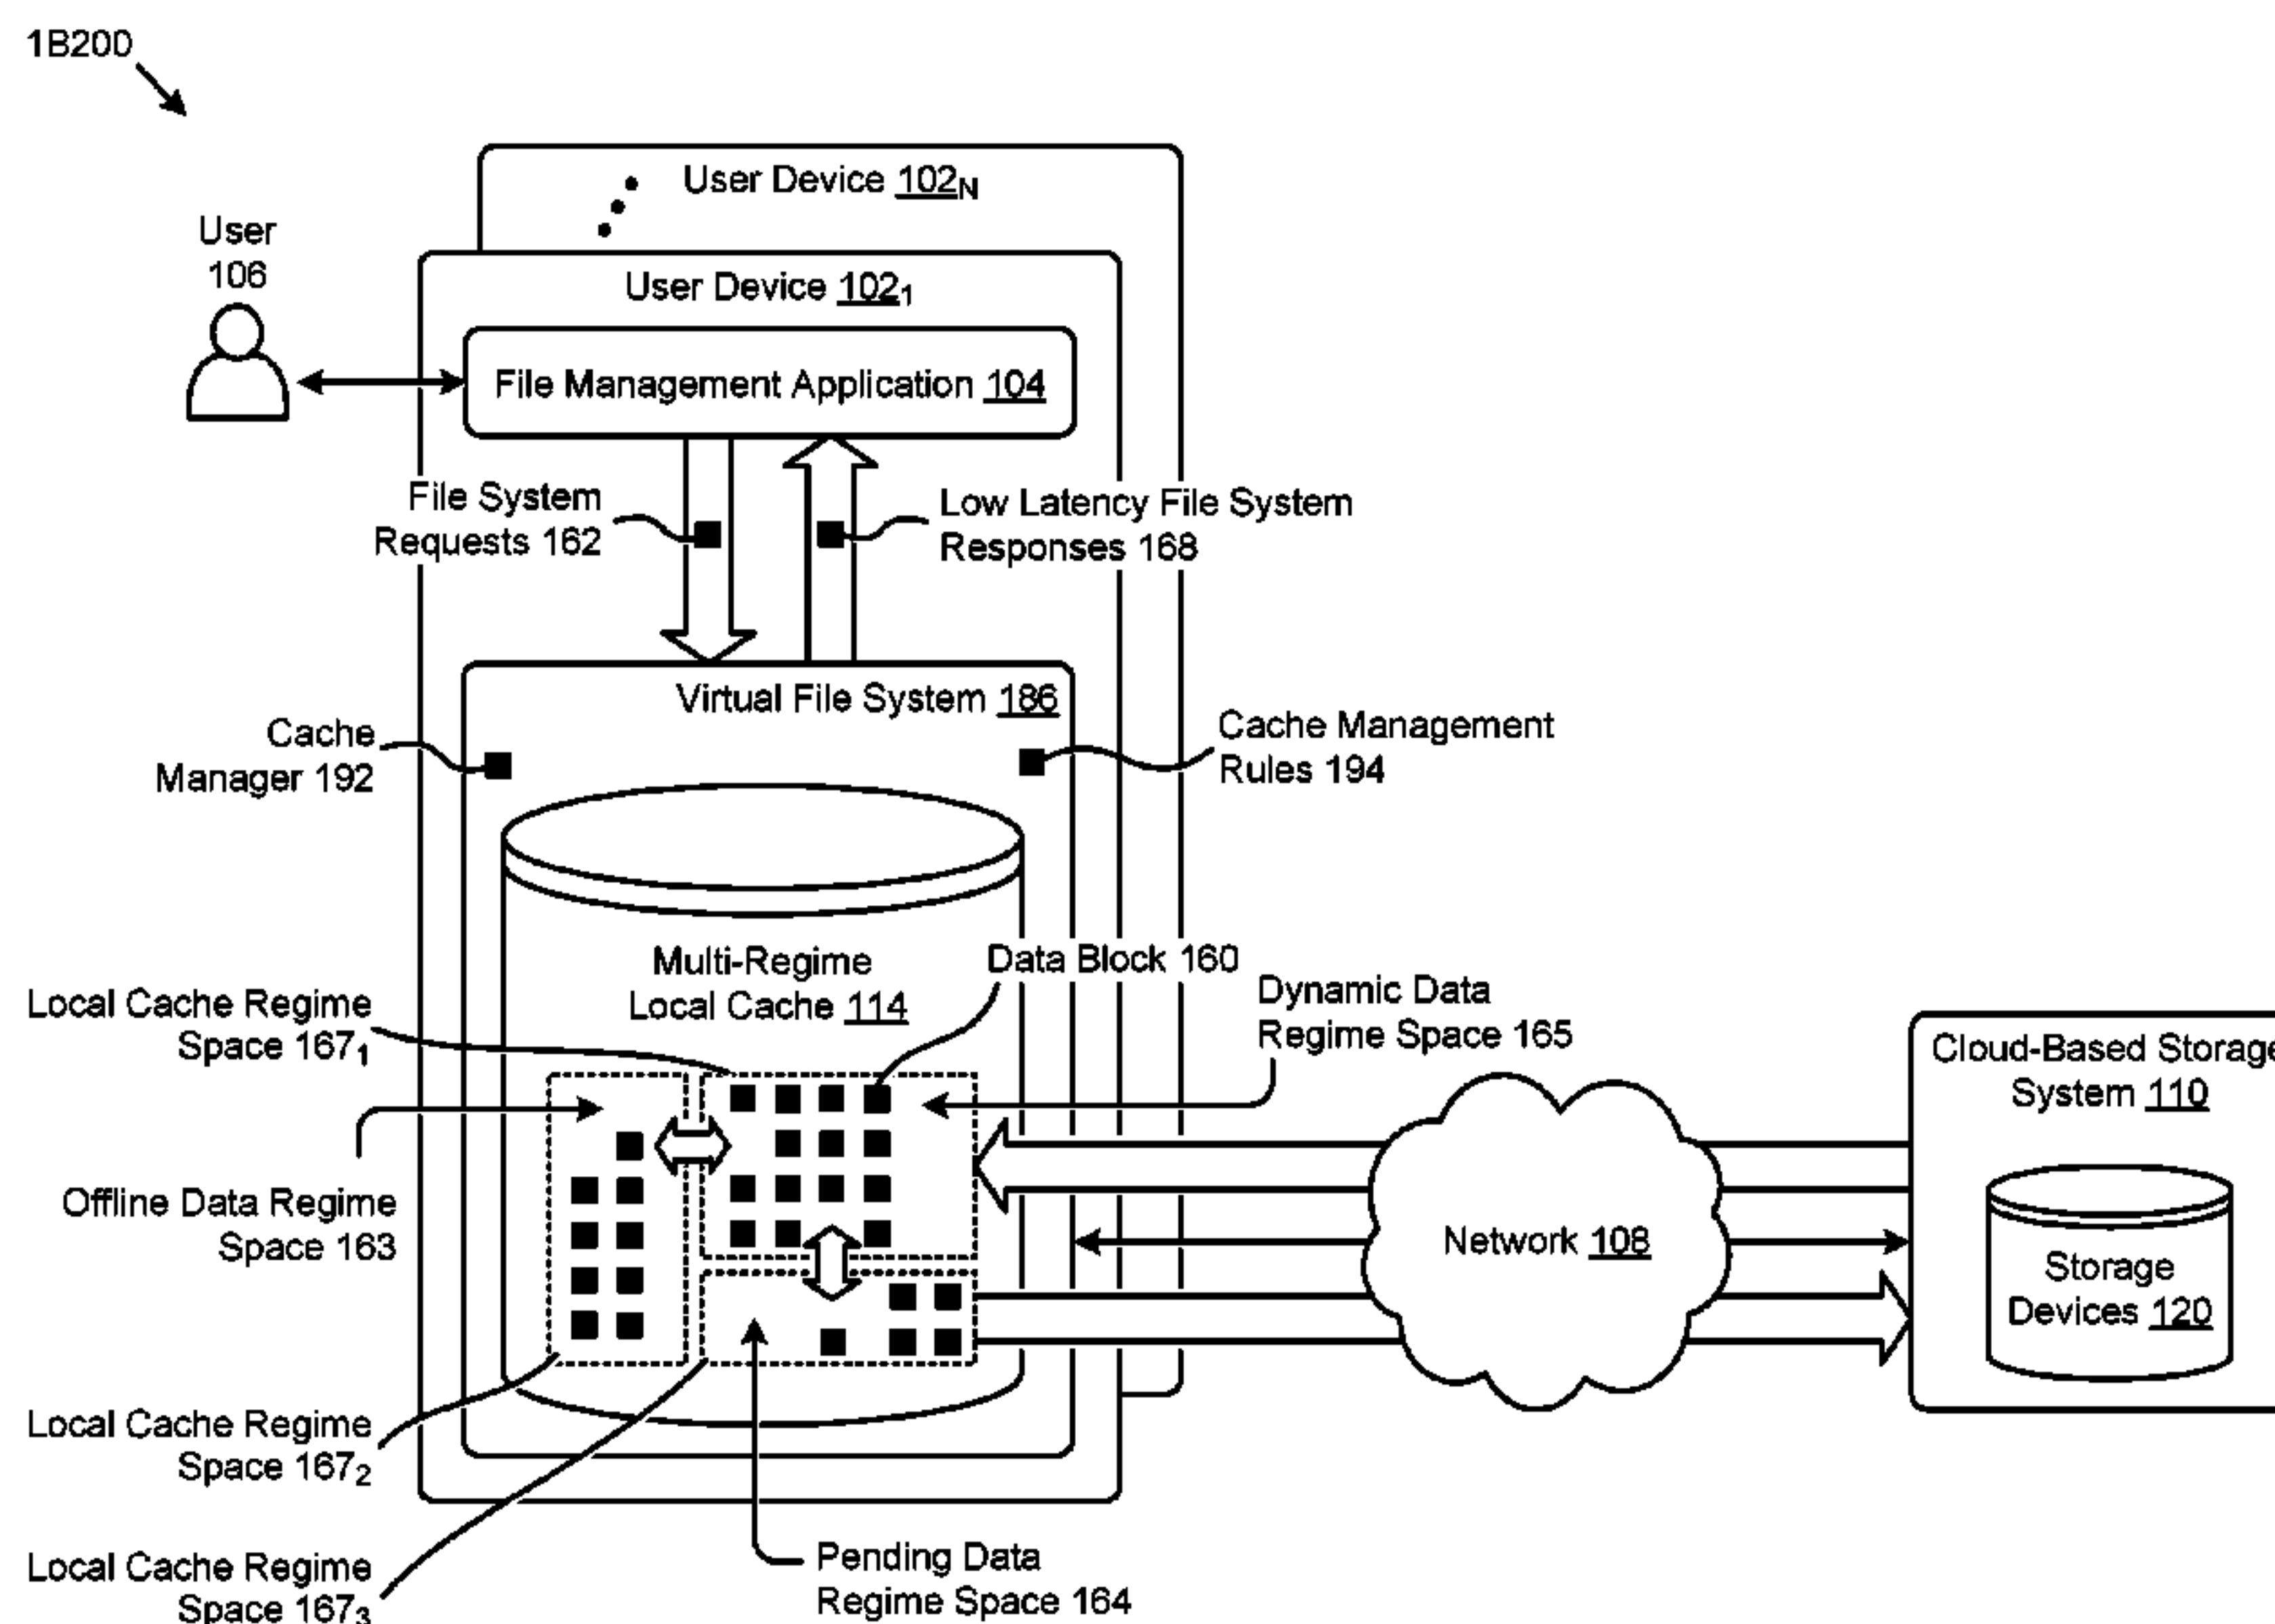 1B200
User Device 102N
User
106
User Device 1021
File Management Application 104
File System
Requests 162
Low Latency File System
Responses 168
Virtual File System 186
Cache
Manager 192
Cache Management
Rules 194
Multi-Regime
Local Cache 114
Data Block 160
Local Cache Regime
Space 1671
Dynamic Data
Regime Space 165
Cloud-Based Storage
System 110
Offline Data Regime
Space 163
Network 108
Storage
Devices 120
Local Cache Regime
Space 1672
Local Cache Regime
Space 1673
Pending Data
Regime Space 164